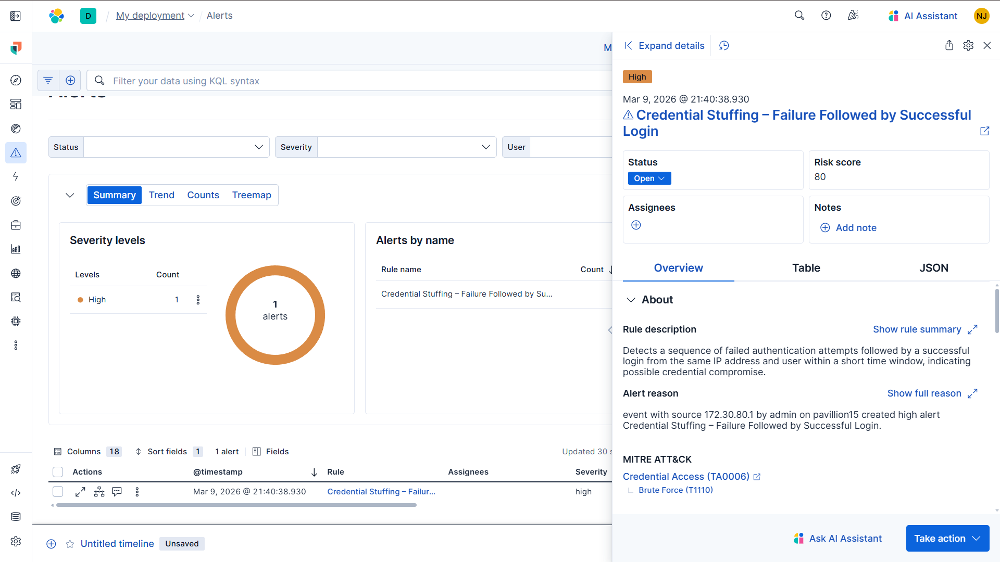 D / My deployment / Alerts
AI Assistant
NJ
M
Expand details
Filter your data using KQL syntax
Alerts
Status
Severity
User
Summary Trend Counts Treemap
Severity levels
Levels Count
High 1
1
alerts
Alerts by name
Rule name Count
Credential Stuffing – Failure Followed by Su...
Columns 18 Sort fields 1 1 alert Fields
Updated 30 s
Actions @timestamp Rule Assignees Severity
Mar 9, 2026 @ 21:40:38.930 Credential Stuffing – Failur... high
Untitled timeline Unsaved
High
Mar 9, 2026 @ 21:40:38.930
Credential Stuffing – Failure Followed by Successful
Login
Status
Open
Risk score
80
Assignees
Notes
Add note
Overview Table JSON
About
Rule description Show rule summary
Detects a sequence of failed authentication attempts followed by a successful
login from the same IP address and user within a short time window, indicating
possible credential compromise.
Alert reason Show full reason
event with source 172.30.80.1 by admin on pavillion15 created high alert
Credential Stuffing – Failure Followed by Successful Login.
MITRE ATT&CK
Credential Access (TA0006)
Brute Force (T1110)
Ask AI Assistant
Take action